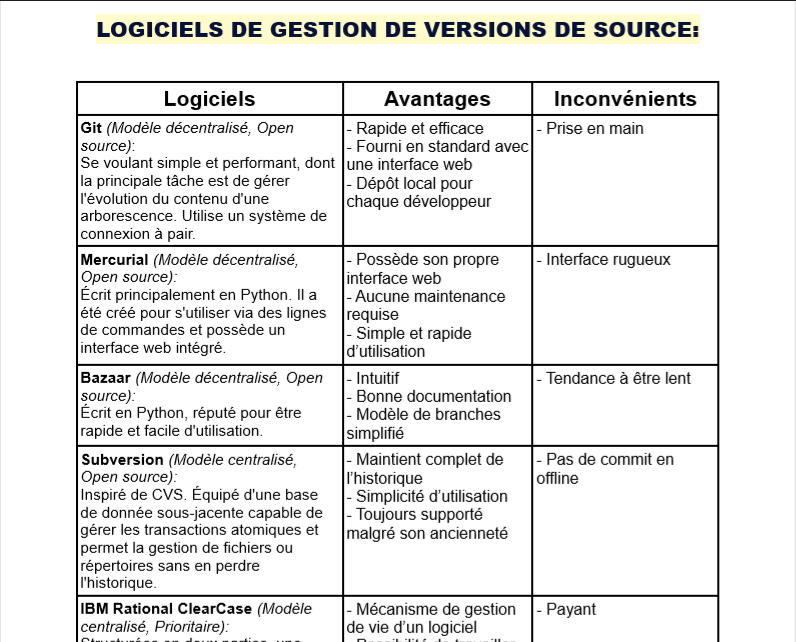 LOGICIELS DE GESTION DE VERSIONS DE SOURCE:
Logiciels
Avantages
Inconvénients
Git (Modèle décentralisé, Open
source):
Se voulant simple et performant, dont
la principale tâche est de gérer
l'évolution du contenu d'une
arborescence. Utilise un système de
connexion à pair.
- Rapide et efficace
- Fourni en standard avec
une interface web
- Dépôt local pour
chaque développeur
- Prise en main
Mercurial (Modèle décentralisé,
Open source):
Écrit principalement en Python. Il a
été créé pour s'utiliser via des lignes
de commandes et possède un
interface web intégré.
- Possède son propre
interface web
- Aucune maintenance
requise
- Simple et rapide
d’utilisation
- Interface rugueux
Bazaar (Modèle décentralisé, Open
source):
Écrit en Python, réputé pour être
rapide et facile d'utilisation.
- Intuitif
- Bonne documentation
- Modèle de branches
simplifié
- Tendance à être lent
Subversion (Modèle centralisé,
Open source):
Inspiré de CVS. Équipé d'une base
de donnée sous-jacente capable de
gérer les transactions atomiques et
permet la gestion de fichiers ou
répertoires sans en perdre
l'historique.
- Maintient complet de
l’historique
- Simplicité d’utilisation
- Toujours supporté
malgré son ancienneté
- Pas de commit en
offline
IBM Rational ClearCase (Modèle
centralisé, Prioritaire):
Structurées en deux parties, une
- Mécanisme de gestion
de vie d’un logiciel
- Possibilité de travailler
- Payant